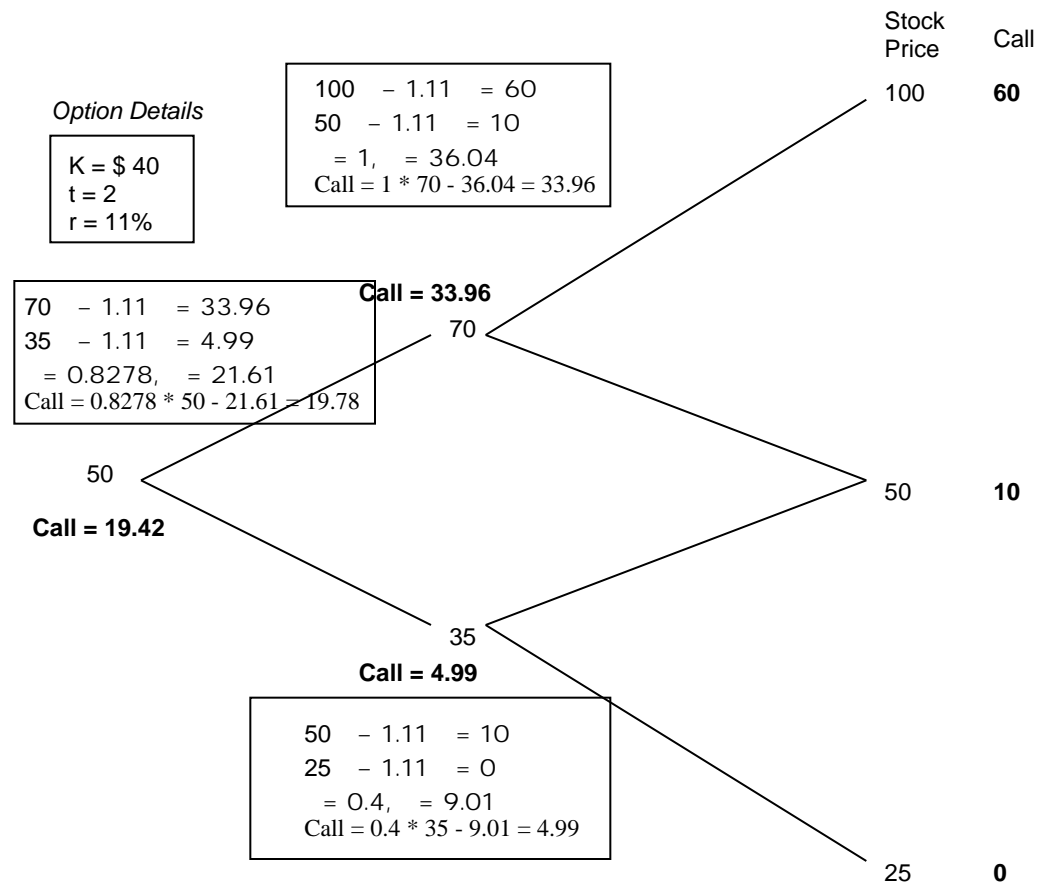 Stock
Price
Call
100 – 1.11 = 60
50 – 1.11 = 10
= 1, = 36.04
Call = 1 * 70 - 36.04 = 33.96
100
60
Option Details
K = $ 40
t = 2
r = 11%
70 – 1.11 = 33.96
35 – 1.11 = 4.99
= 0.8278, = 21.61
Call = 0.8278 * 50 - 21.61 = 19.78
Call = 33.96
70
50
Call = 19.42
50
10
35
Call = 4.99
50 – 1.11 = 10
25 – 1.11 = 0
= 0.4, = 9.01
Call = 0.4 * 35 - 9.01 = 4.99
25
0